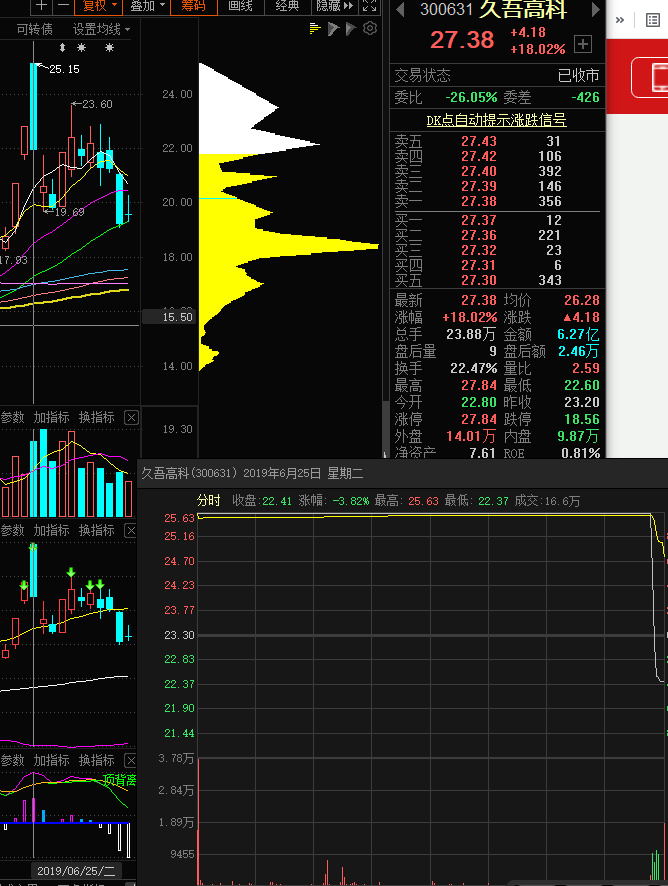 复权 叠加 筹码 画线 经典 隐藏
可转债 设置均线
25.15
23.60
19.69
17.93
24.00
22.00
20.00
18.00
15.50
14.00
19.30
参数 加指标 换指标
参数 加指标 换指标
参数 加指标 换指标
顶背离
2019/06/25/二
300631 久吾高科
27.38 +4.18
+18.02%
交易状态 已收市
委比 -26.05% 委差 -426
DK点自动提示涨跌信号
卖五 27.43 31
卖四 27.42 106
卖三 27.40 392
卖二 27.39 146
卖一 27.38 356
买一 27.37 12
买二 27.36 221
买三 27.32 23
买四 27.31 6
买五 27.30 343
最新 27.38 均价 26.28
涨幅 +18.02% 涨跌 ▲4.18
总手 23.88万 金额 6.27亿
盘后量 9 盘后额 2.46万
换手 22.47% 量比 2.59
最高 27.84 最低 22.60
今开 22.80 昨收 23.20
涨停 27.84 跌停 18.56
外盘 14.01万 内盘 9.87万
净资产 7.61 ROE 0.81%
久吾高科(300631) 2019年6月25日 星期二
分时 收盘:22.41 涨幅: -3.82% 最高: 25.63 最低: 22.37 成交:16.6万
25.63
25.16
24.70
24.23
23.77
23.30
22.83
22.37
21.90
21.44
3.78万
2.84万
1.89万
9455